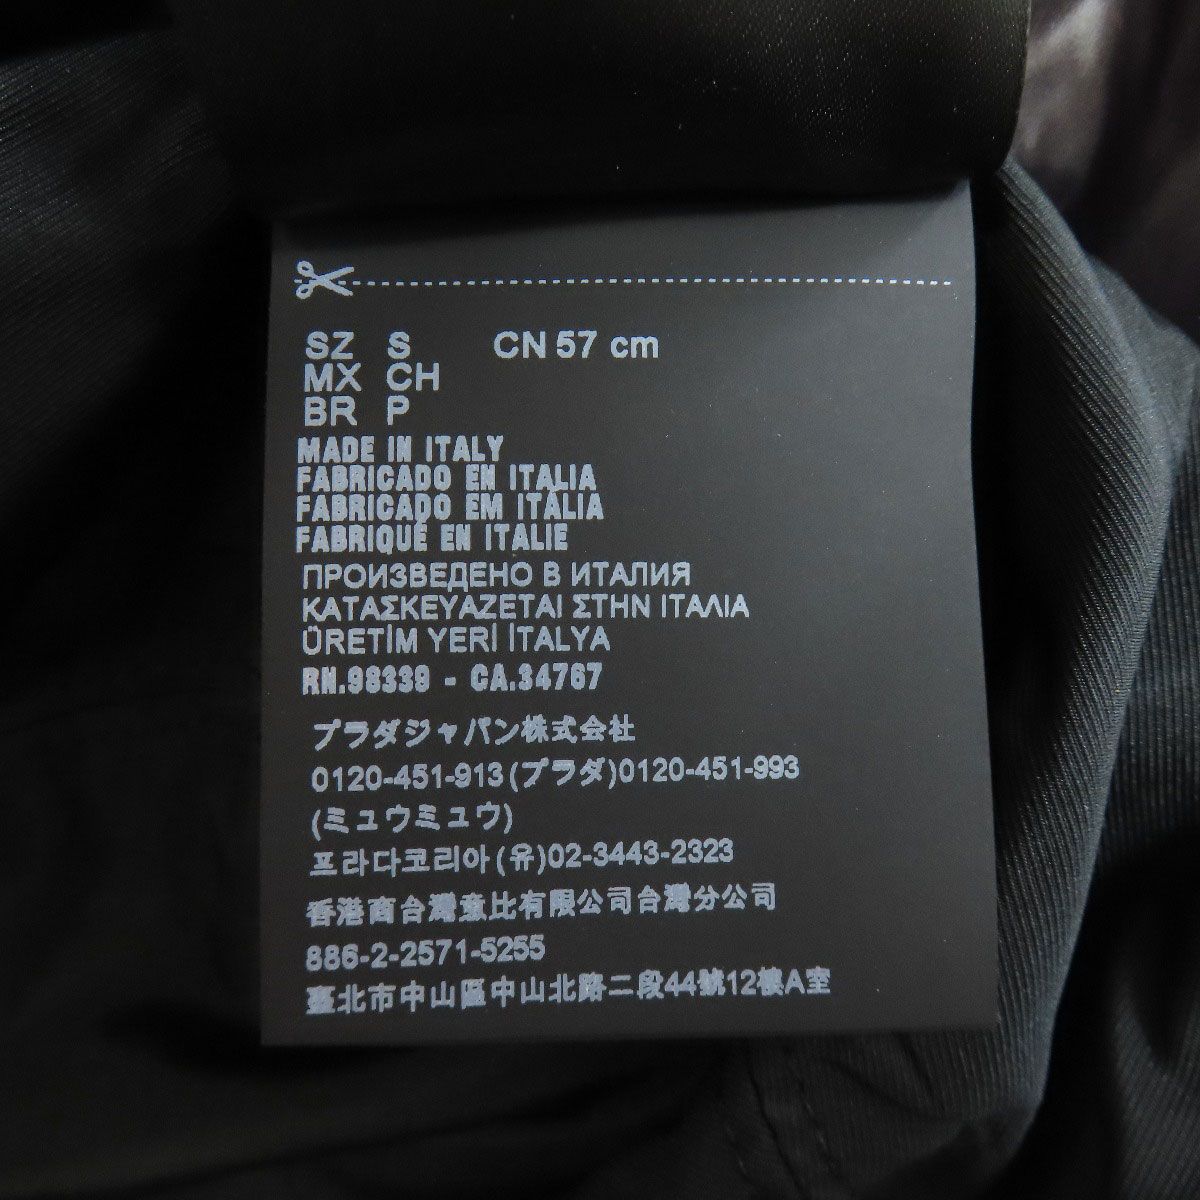 SZ S CN 57 cm
MX CH
BR P
MADE IN ITALY
FABRICADO EN ITALIA
FABRICADO EM ITÁLIA
FABRIQUÉ EN ITALIE
ПРОИЗВЕДЕНО В ИТАЛИЯ
ΚΑΤΑΣΚΕΥΑΖΕΤΑΙ ΣΤΗΝ ΙΤΑΛΙΑ
ÜRETİM YERİ İTALYA
RN.98339 - CA.34767
プラダジャパン株式会社
0120-451-913(プラダ)0120-451-993
(ミュウミュウ)
프라다코리아(유)02-3443-2323
香港商台灣意比有限公司台灣分公司
886-2-2571-5255
臺北市中山區中山北路二段44號12樓A室